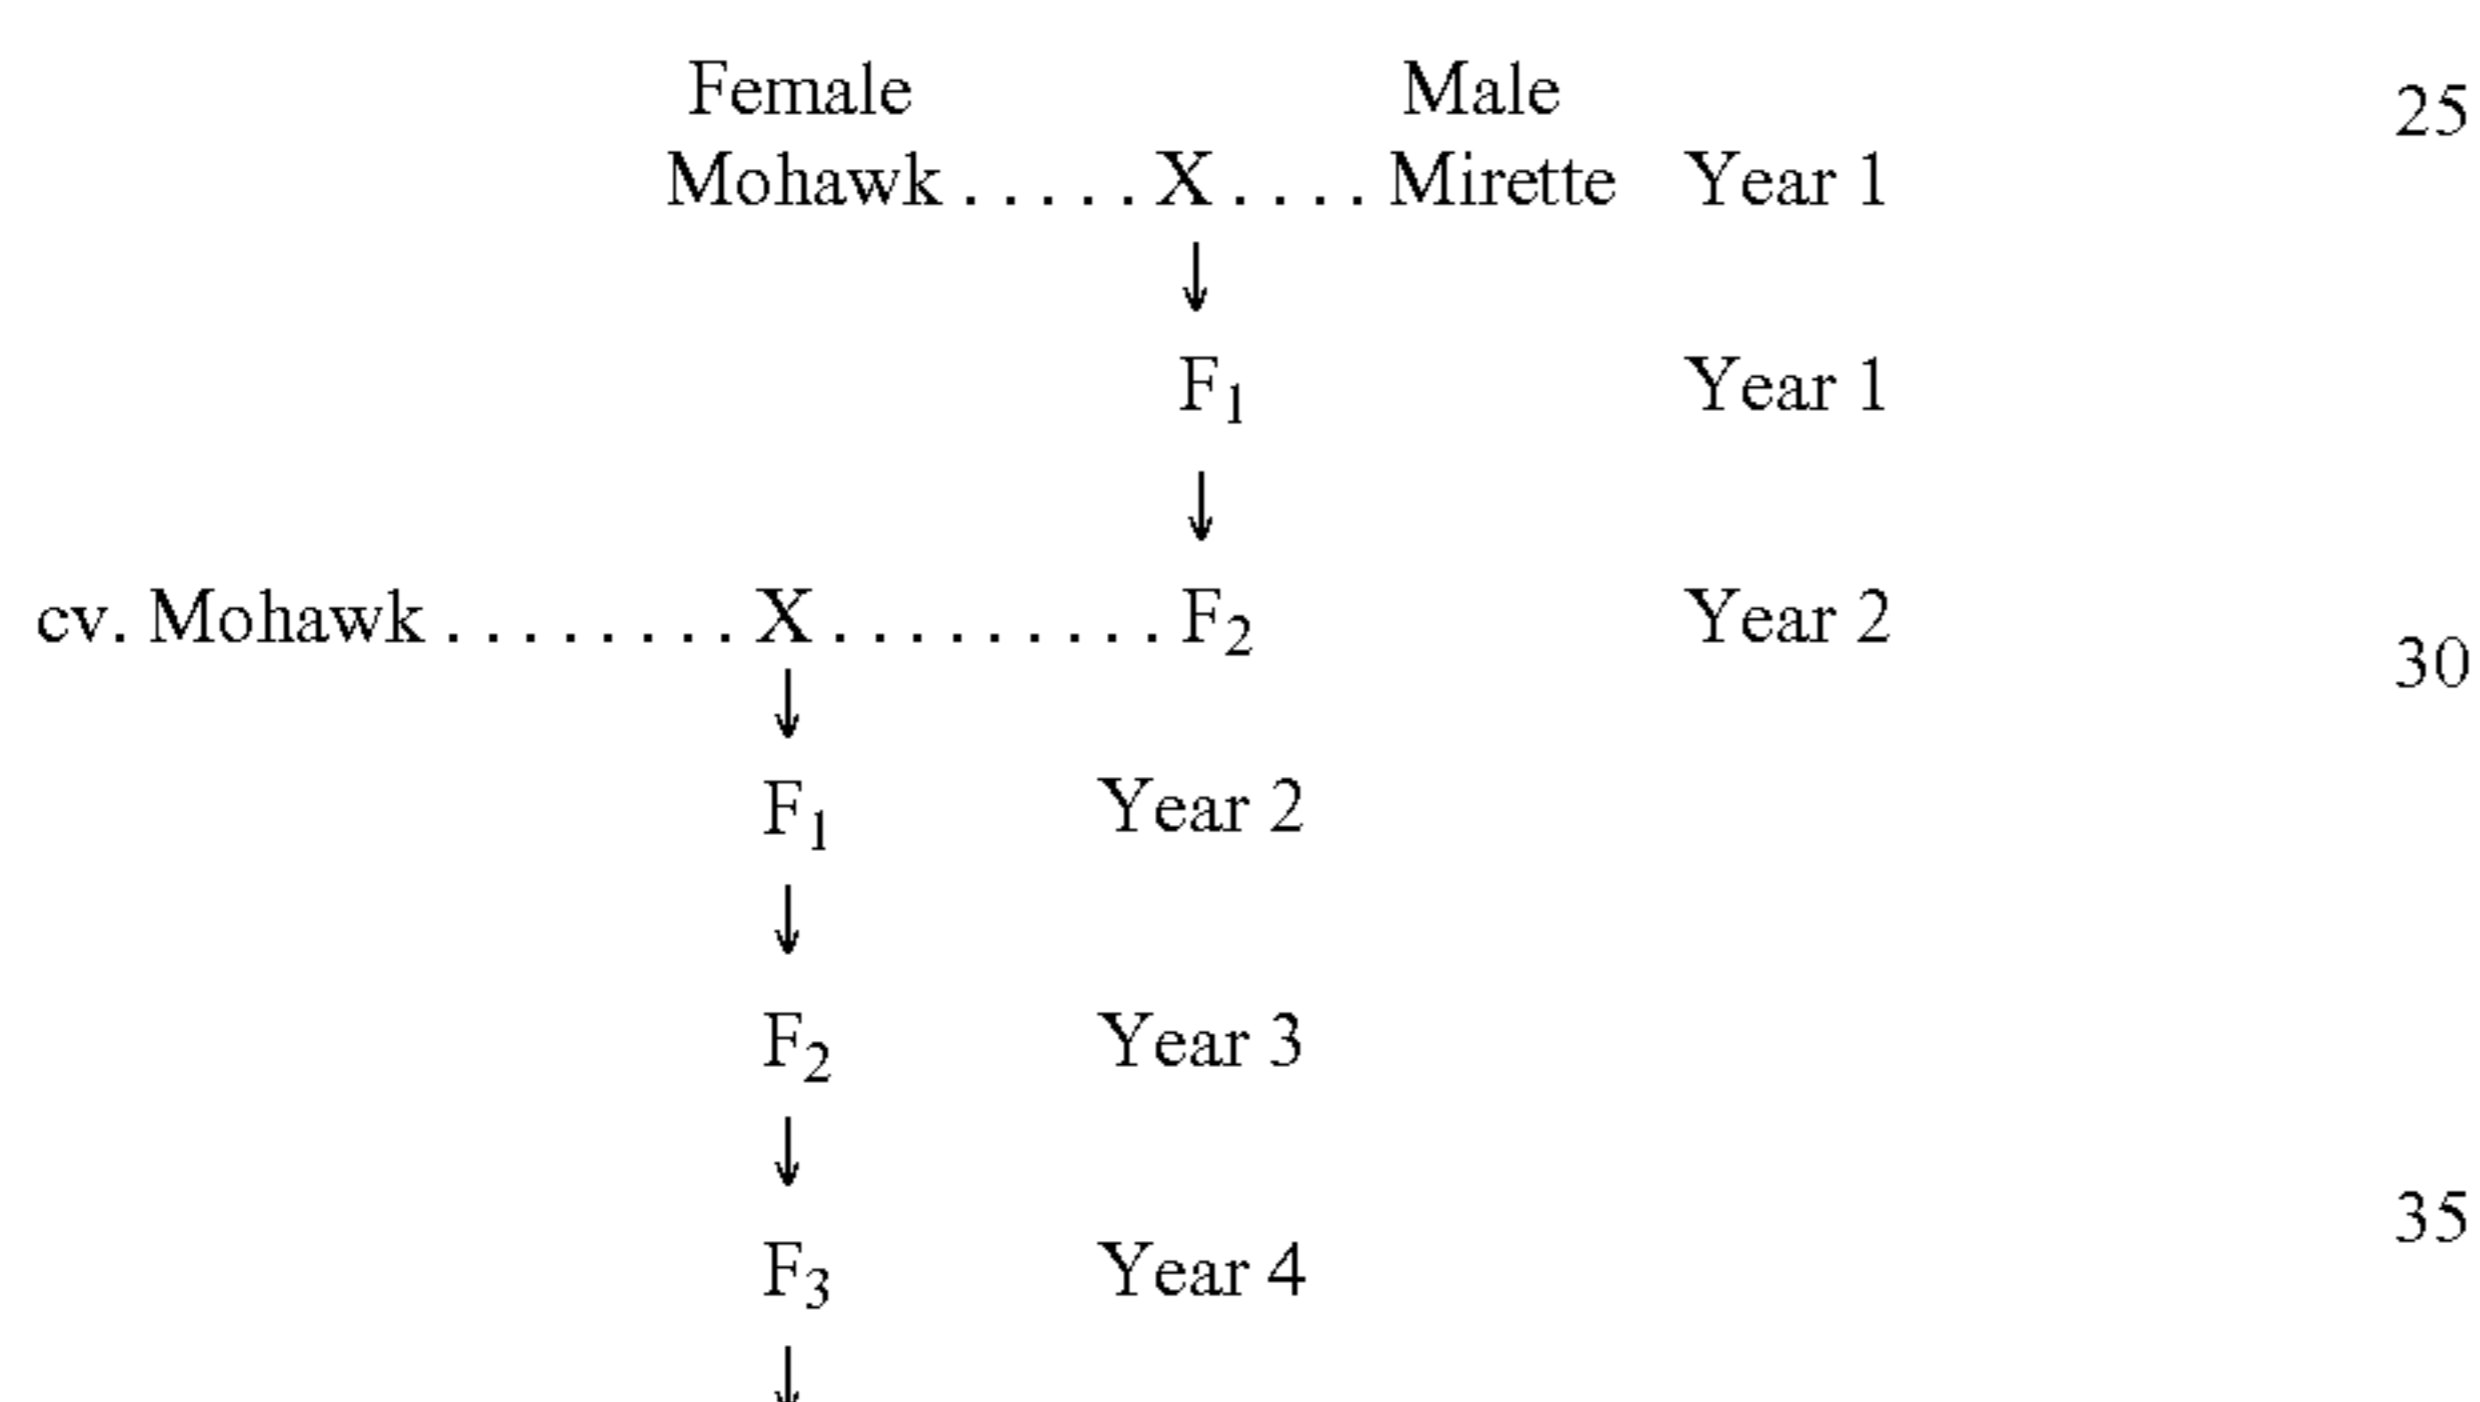 Female Male
25
Mohawk . . . . . X . . . . Mirette Year 1
F₁ Year 1
cv. Mohawk . . . . . . . . X . . . . . . . . . F₂ Year 2
30
F₁ Year 2
F₂ Year 3
35
F₃ Year 4